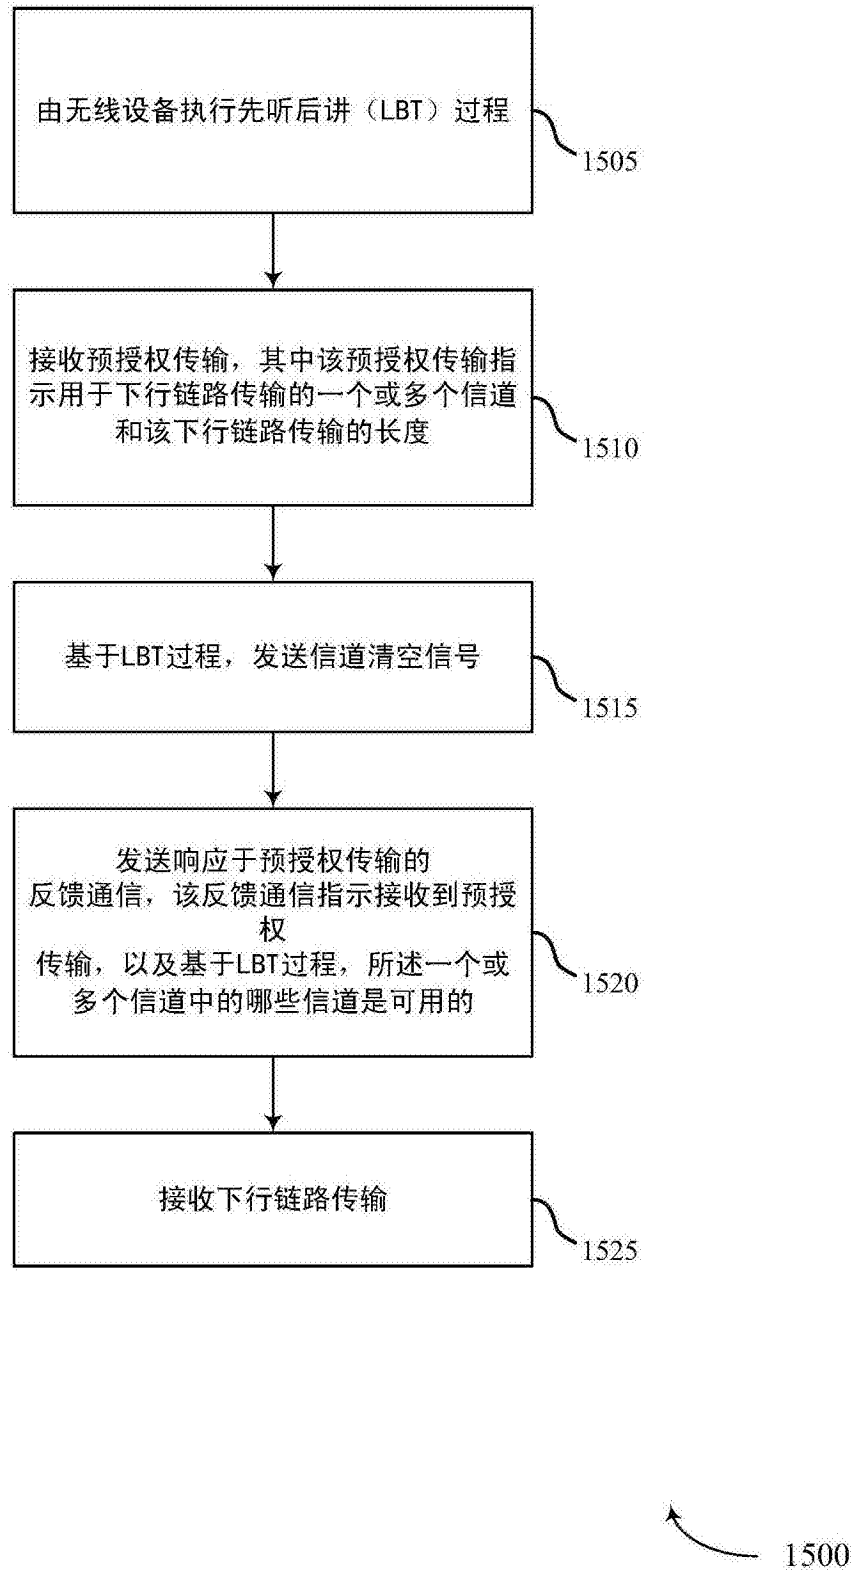 由无线设备执行先听后讲（LBT）过程
1505
接收预授权传输，其中该预授权传输指
示用于下行链路传输的一个或多个信道
和该下行链路传输的长度
1510
基于LBT过程，发送信道清空信号
1515
发送响应于预授权传输的
反馈通信，该反馈通信指示接收到预授
权
传输，以及基于LBT过程，所述一个或
多个信道中的哪些信道是可用的
1520
接收下行链路传输
1525
1500